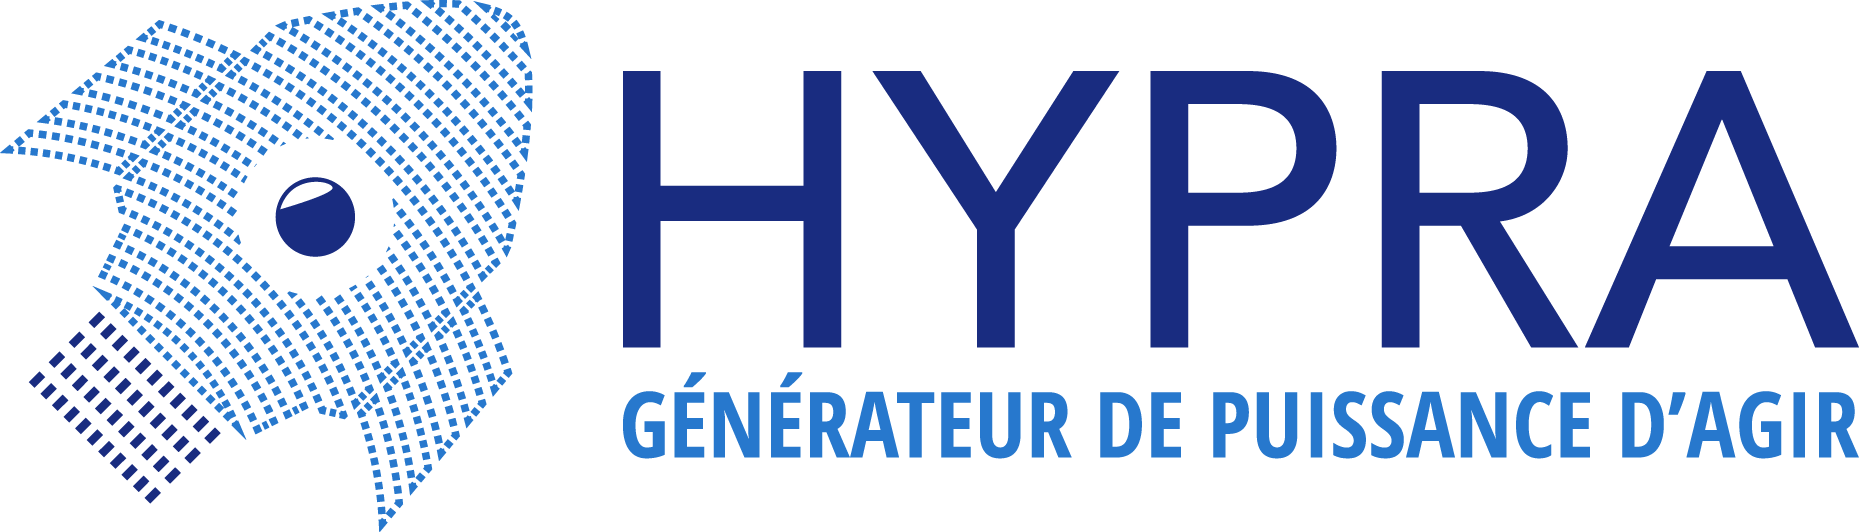 HYPRA
GÉNÉRATEUR DE PUISSANCE D’AGIR